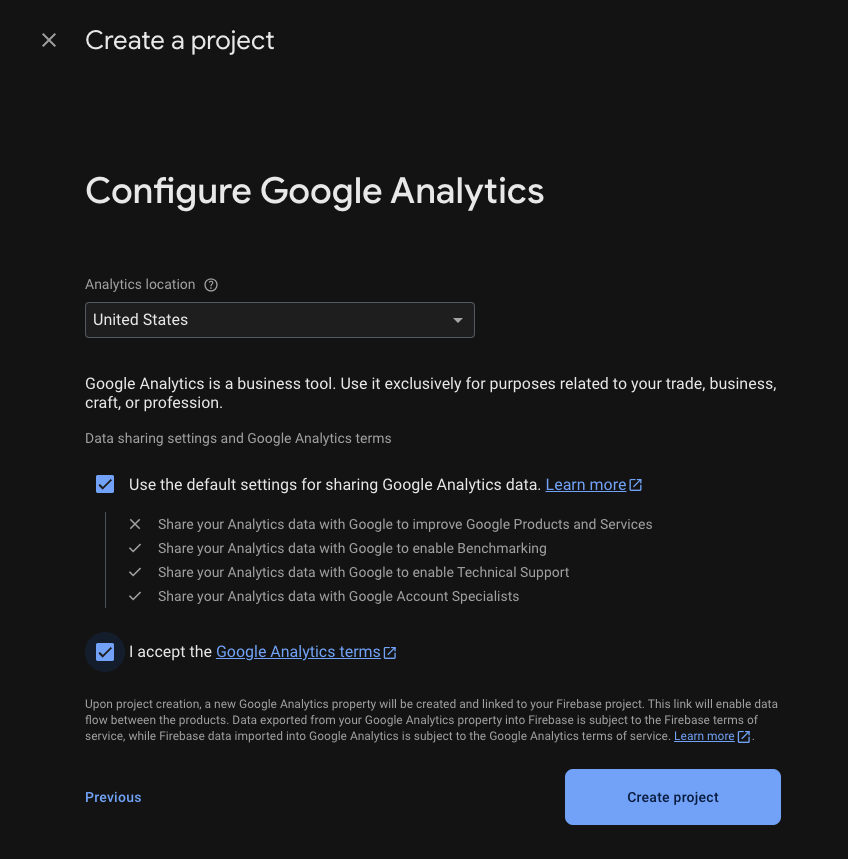 Create a project
Configure Google Analytics
Analytics location
United States
Google Analytics is a business tool. Use it exclusively for purposes related to your trade, business,
craft, or profession.
Data sharing settings and Google Analytics terms
Use the default settings for sharing Google Analytics data. Learn more
Share your Analytics data with Google to improve Google Products and Services
Share your Analytics data with Google to enable Benchmarking
Share your Analytics data with Google to enable Technical Support
Share your Analytics data with Google Account Specialists
I accept the Google Analytics terms
Upon project creation, a new Google Analytics property will be created and linked to your Firebase project. This link will enable data
flow between the products. Data exported from your Google Analytics property into Firebase is subject to the Firebase terms of
service, while Firebase data imported into Google Analytics is subject to the Google Analytics terms of service. Learn more.
Previous
Create project